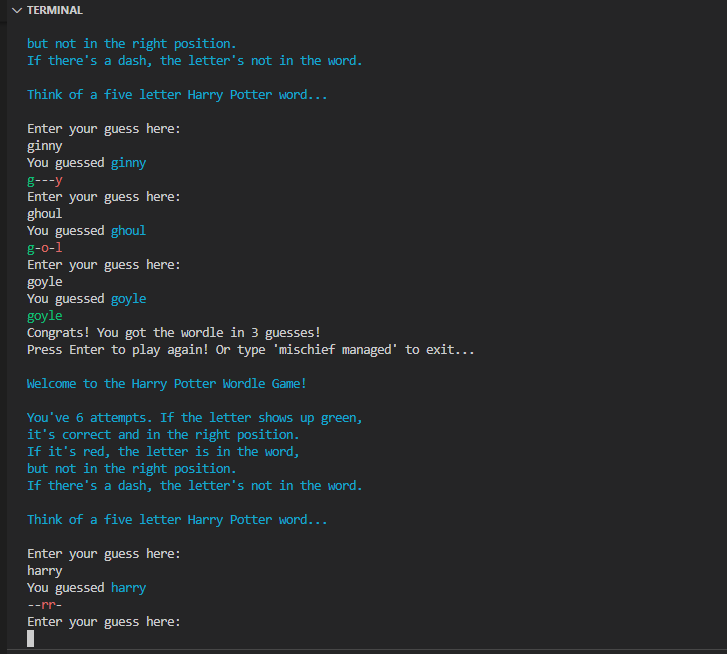 TERMINAL
but not in the right position.
If there's a dash, the letter's not in the word.
Think of a five letter Harry Potter word...
Enter your guess here:
ginny
You guessed ginny
g---y
Enter your guess here:
ghoul
You guessed ghoul
g-o-l
Enter your guess here:
goyle
You guessed goyle
goyle
Congrats! You got the wordle in 3 guesses!
Press Enter to play again! Or type 'mischief managed' to exit...
Welcome to the Harry Potter Wordle Game!
You've 6 attempts. If the letter shows up green,
it's correct and in the right position.
If it's red, the letter is in the word,
but not in the right position.
If there's a dash, the letter's not in the word.
Think of a five letter Harry Potter word...
Enter your guess here:
harry
You guessed harry
--rr-
Enter your guess here: